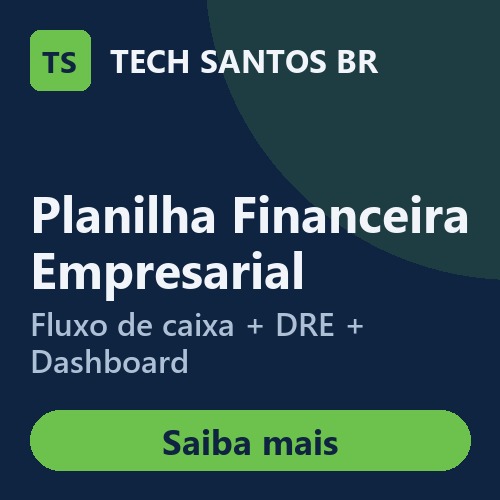 TS
TECH SANTOS BR
Planilha Financeira
Empresarial
Fluxo de caixa + DRE +
Dashboard
Saiba mais